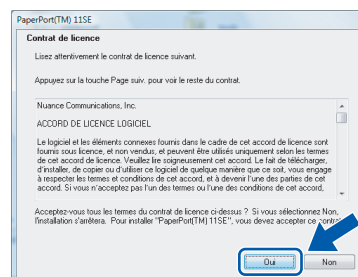 PaperPort(TM) 11SE
Contrat de licence
Lisez attentivement le contrat de licence suivant.
Appuyez sur la touche Page suiv. pour voir le reste du contrat.
Nuance Communications, Inc.
ACCORD DE LICENCE LOGICIEL
Le logiciel et les éléments connexes fournis dans le cadre de cet accord de licence sont
fournis sous licence, et non vendus, et peuvent être utilisés uniquement selon les termes
de cet accord de licence. Veuillez lire soigneusement cet accord. Le fait de télécharger,
d'installer, de copier ou d'utiliser ce logiciel de quelque manière que ce soit, vous engage
à respecter les termes et conditions de cet accord, et à devenir l'une des parties de cet
accord. Si vous n'acceptez pas l'un des termes ou l'une des conditions de cet accord,
Acceptez-vous tous les termes du contrat de licence ci-dessus ? Si vous sélectionnez Non,
l'installation s'arrêtera. Pour installer "PaperPort(TM) 11SE", vous devez accepter ce contrat
Oui
Non